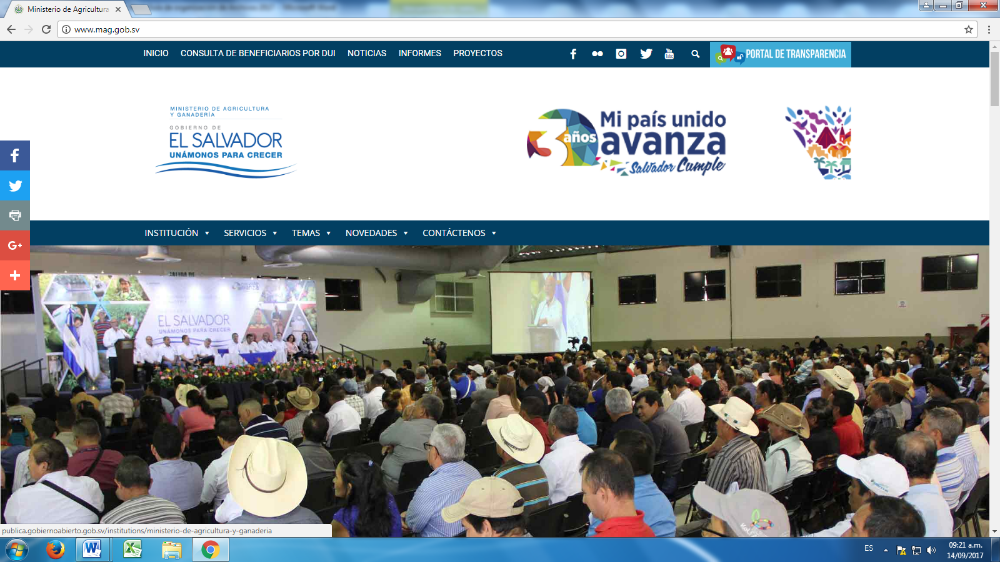 Ministerio de Agricultura
www.mag.gob.sv
INICIO CONSULTA DE BENEFICIARIOS POR DUI NOTICIAS INFORMES PROYECTOS
You Tube
PORTAL DE TRANSPARENCIA
MINISTERIO DE AGRICULTURA
Y GANADERÍA
GOBIERNO DE
EL SALVADOR
UNÁMONOS PARA CRECER
3 años
Mi país unido
avanza
Salvador Cumple
G+
INSTITUCIÓN SERVICIOS TEMAS NOVEDADES CONTÁCTENOS
avanza
EL SALVADOR
UNÁMONOS PARA CRECER
publica.gobiernoabierto.gob.sv/institutions/ministerio-de-agricultura-y-ganaderia
ES
09:21 a.m.
14/09/2017